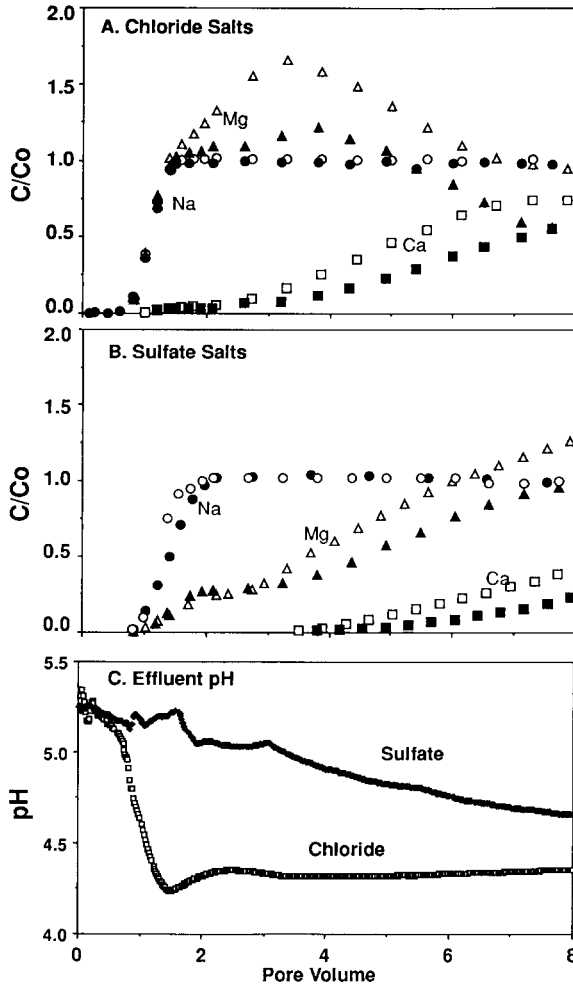 2.0
A. Chloride Salts
1.5
Mg
1.0
C/Co
Na
0.5
Ca
0.0
2.0
B. Sulfate Salts
1.5
1.0
C/Co
Na
Mg
0.5
Ca
0
5.5
C. Effluent pH
Sulfate
5.0
pH
4.5
Chloride
4.0
0 2 4 6 8
Pore Volume